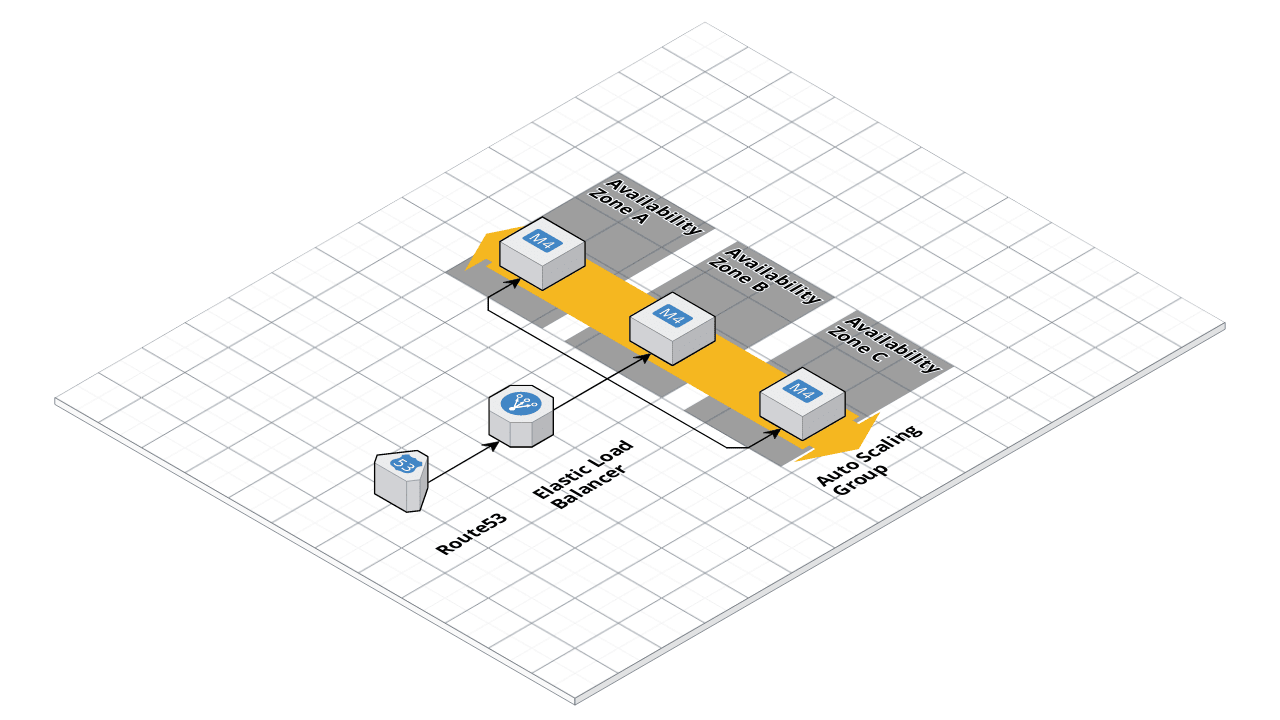 Availability
Zone A
M4
Availability
Zone B
M4
Availability
Zone C
M4
Auto Scaling
Group
Elastic Load
Balancer
53
Route53